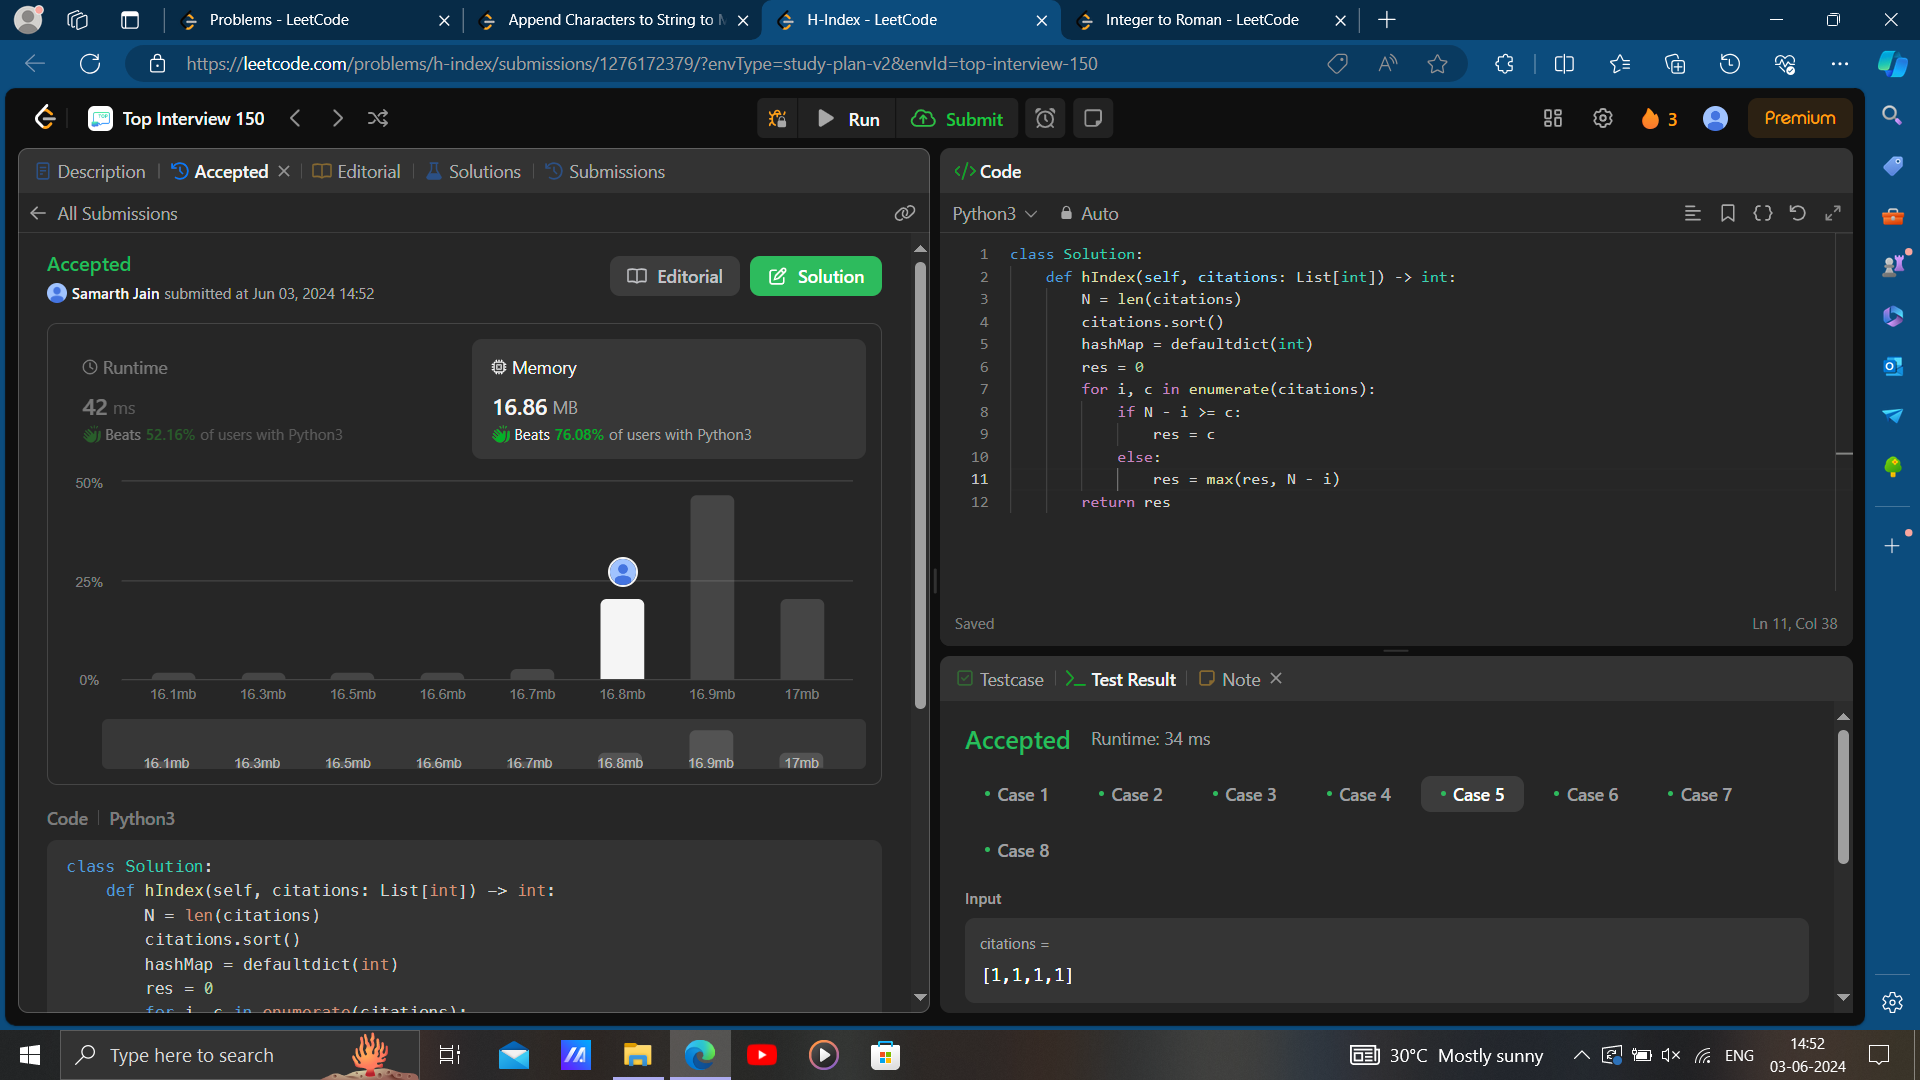 Problems - LeetCode
Append Characters to String to M
H-Index - LeetCode
Integer to Roman - LeetCode
https://leetcode.com/problems/h-index/submissions/1276172379/?envType=study-plan-v2&envId=top-interview-150
Top Interview 150
Run
Submit
3
Premium
Description
Accepted
Editorial
Solutions
Submissions
All Submissions
Accepted
Samarth Jain submitted at Jun 03, 2024 14:52
Editorial
Solution
Runtime
42 ms
Beats 52.16% of users with Python3
Memory
16.86 MB
Beats 76.08% of users with Python3
50%
25%
0%
16.1mb 16.3mb 16.5mb 16.6mb 16.7mb 16.8mb 16.9mb 17mb
16.1mb 16.3mb 16.5mb 16.6mb 16.7mb 16.8mb 16.9mb 17mb
Code | Python3
class Solution:
    def hIndex(self, citations: List[int]) -> int:
        N = len(citations)
        citations.sort()
        hashMap = defaultdict(int)
        res = 0
        for i, c in enumerate(citations):
</> Code
Python3
Auto
1 class Solution:
2     def hIndex(self, citations: List[int]) -> int:
3         N = len(citations)
4         citations.sort()
5         hashMap = defaultdict(int)
6         res = 0
7         for i, c in enumerate(citations):
8             if N - i >= c:
9                 res = c
10             else:
11                 res = max(res, N - i)
12         return res
Saved
Ln 11, Col 38
Testcase
Test Result
Note
Accepted Runtime: 34 ms
Case 1
Case 2
Case 3
Case 4
Case 5
Case 6
Case 7
Case 8
Input
citations =
[1,1,1,1]
Type here to search
30°C Mostly sunny
ENG
14:52
03-06-2024